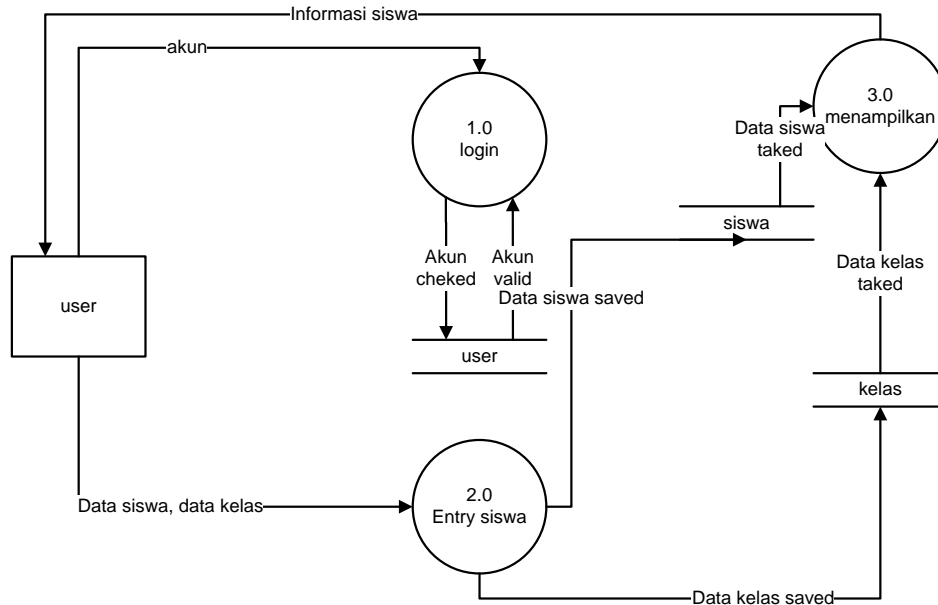 Informasi siswa
akun
3.0
menampilkan
1.0
login
Data siswa
taked
siswa
Akun
cheked
Akun
valid
Data kelas
taked
Data siswa saved
user
user
kelas
2.0
Entry siswa
Data siswa, data kelas
Data kelas saved